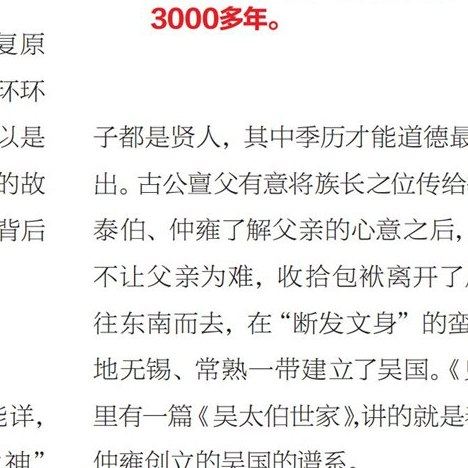 3000多年。
复原
环环
以是
的故
背后
能详，
神”
子都是贤人，其中季历才能道德最
出。古公亶父有意将族长之位传给
泰伯、仲雍了解父亲的心意之后，
不让父亲为难，收拾包袱离开了
往东南而去，在“断发文身”的蛮
地无锡、常熟一带建立了吴国。《
里有一篇《吴太伯世家》，讲的就是
仲雍创立的吴国的谱系。